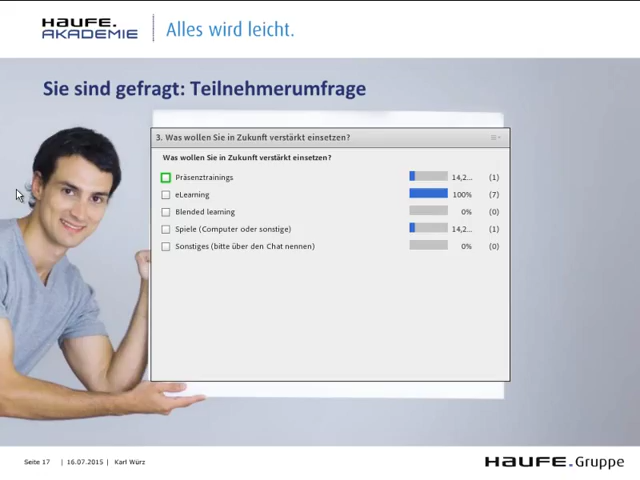 HAUFE.
AKADEMIE
Alles wird leicht.
Sie sind gefragt: Teilnehmerumfrage
3. Was wollen Sie in Zukunft verstärkt einsetzen?
Was wollen Sie in Zukunft verstärkt einsetzen?
Präsenztrainings 14,2... (1)
eLearning 100% (7)
Blended learning 0% (0)
Spiele (Computer oder sonstige) 14,2... (1)
Sonstiges (bitte über den Chat nennen) 0% (0)
Seite 17 | 16.07.2015 | Karl Würz
HAUFE.Gruppe